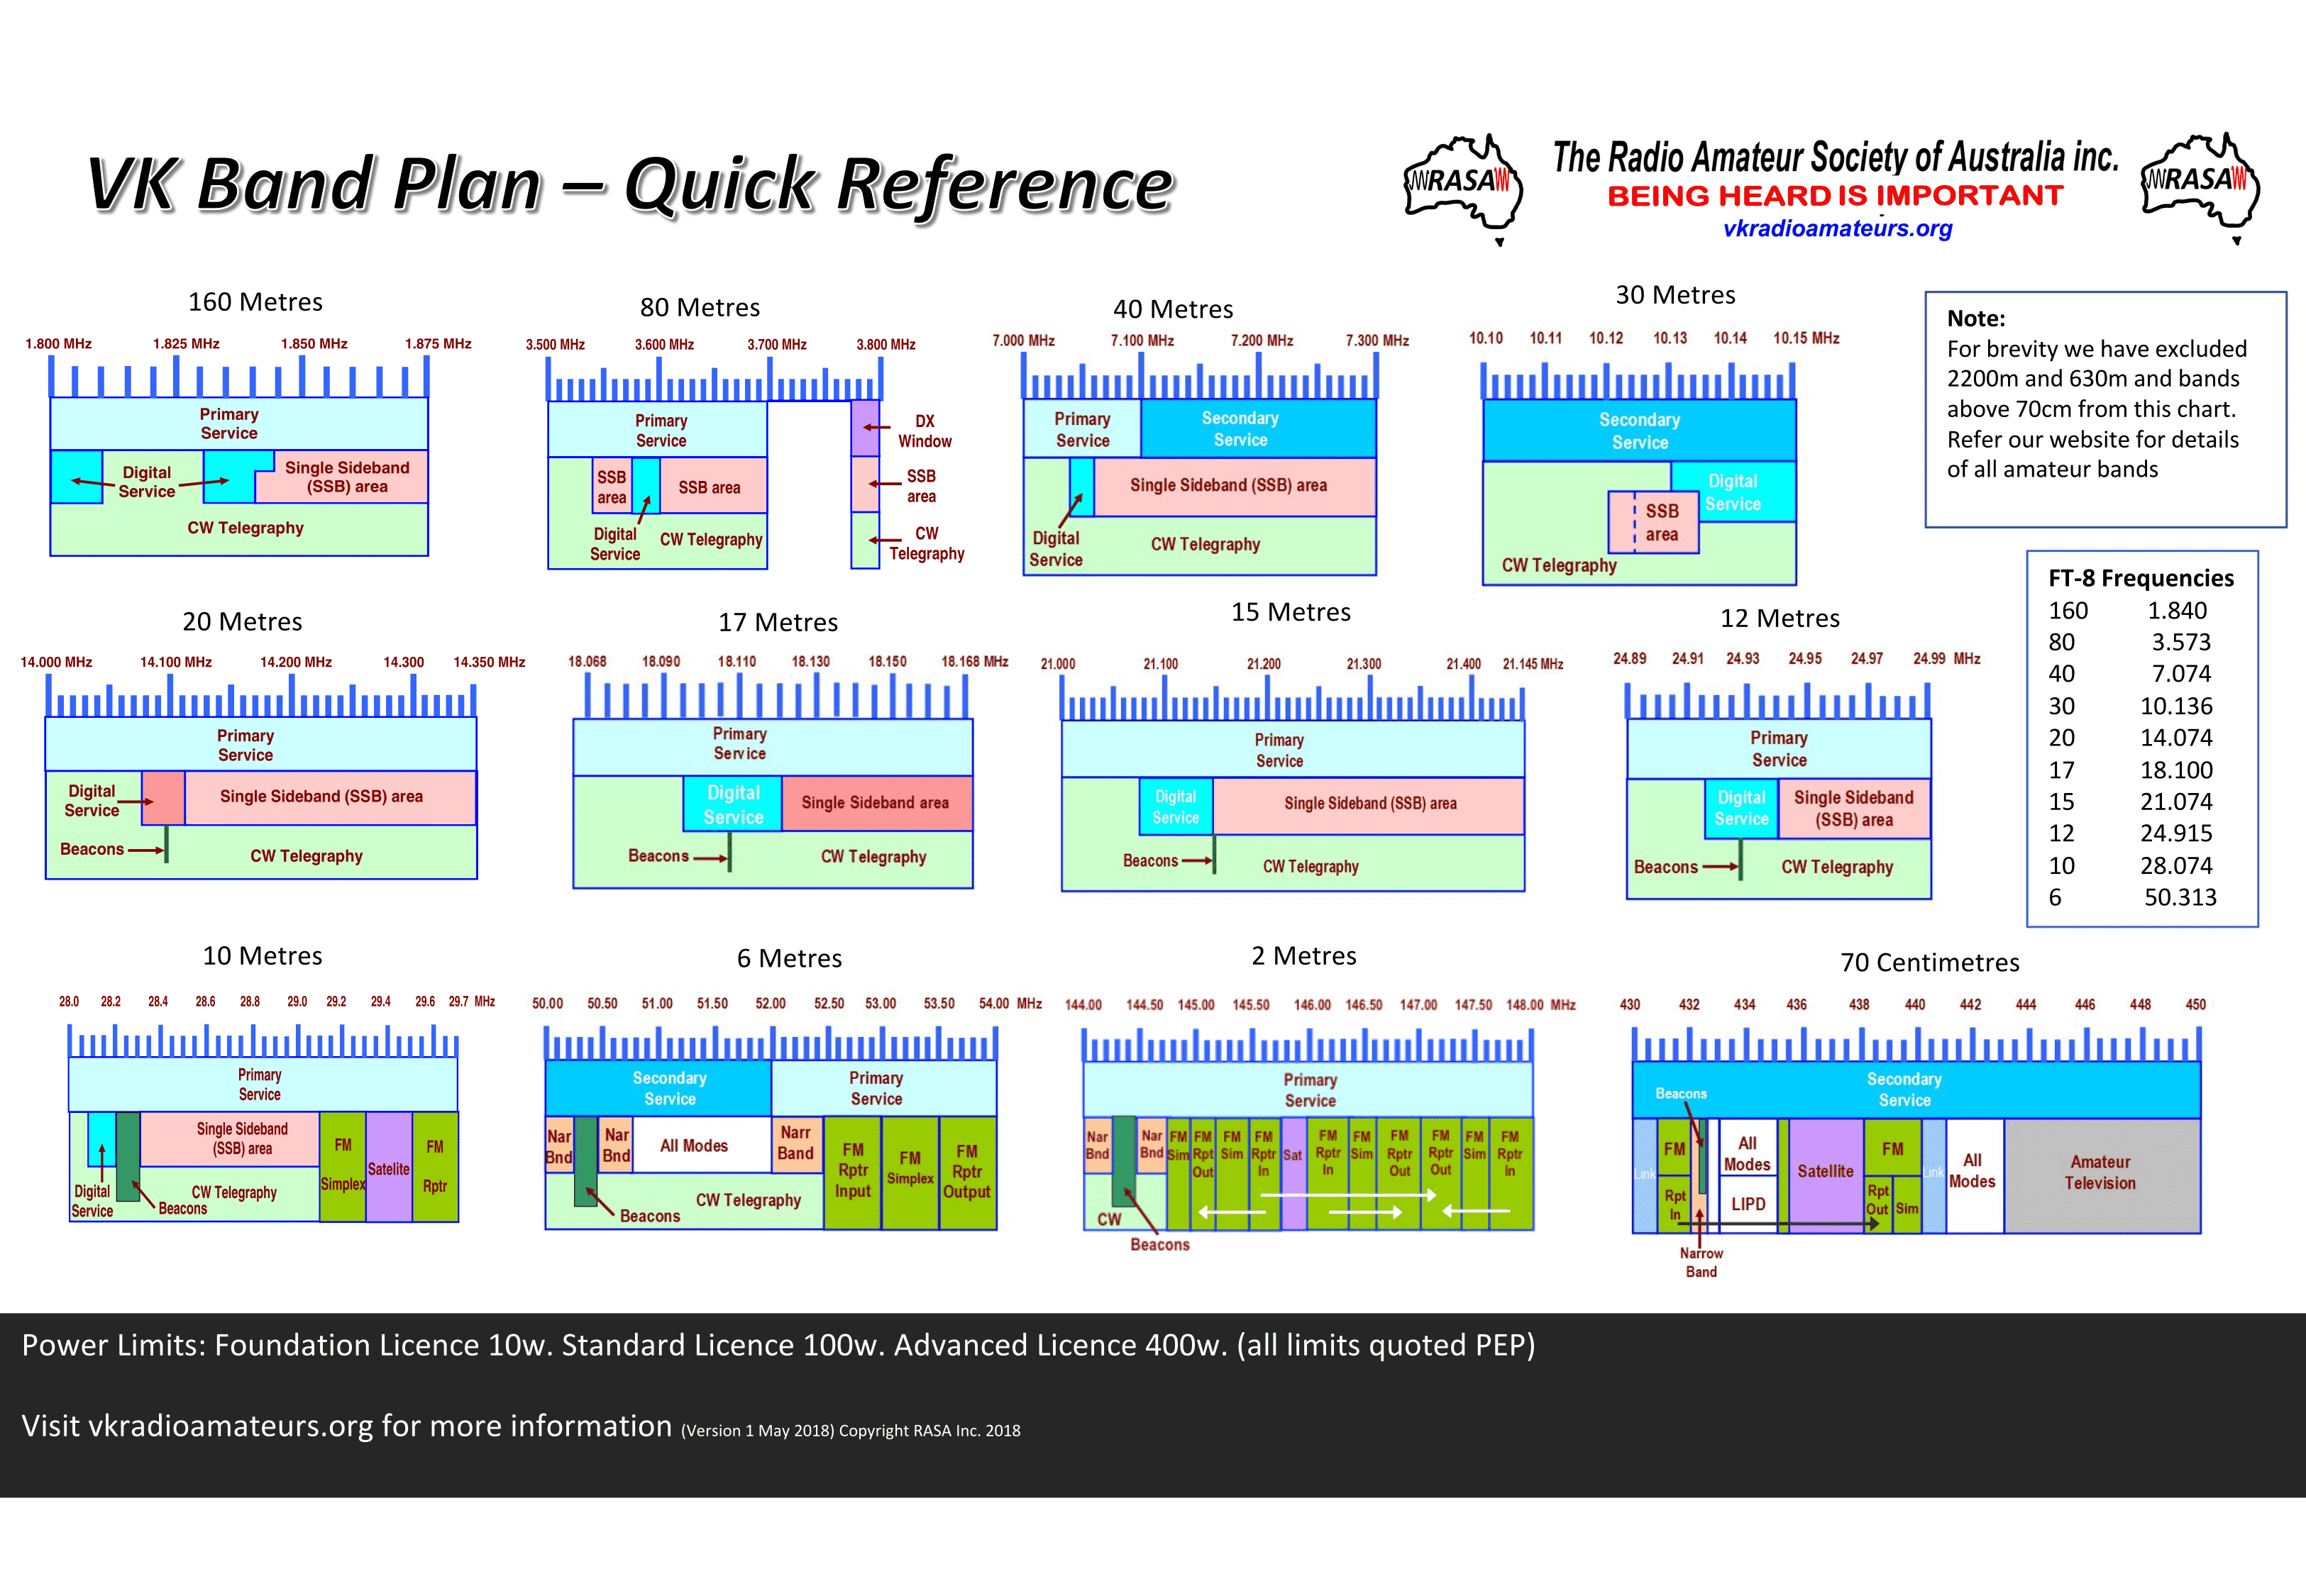 VK Band Plan – Quick Reference
RASA
The Radio Amateur Society of Australia inc.
BEING HEARD IS IMPORTANT
vkradioamateurs.org
RASA
160 Metres
1.800 MHz 1.825 MHz 1.850 MHz 1.875 MHz
Primary
Service
Digital
Service
Single Sideband
(SSB) area
CW Telegraphy
80 Metres
3.500 MHz 3.600 MHz 3.700 MHz 3.800 MHz
Primary
Service
DX
Window
SSB
area
SSB area
SSB
area
Digital
Service
CW Telegraphy
CW
Telegraphy
40 Metres
7.000 MHz 7.100 MHz 7.200 MHz 7.300 MHz
Primary
Service
Secondary
Service
Single Sideband (SSB) area
Digital
Service
CW Telegraphy
30 Metres
10.10 10.11 10.12 10.13 10.14 10.15 MHz
Secondary
Service
Digital
Service
SSB
area
CW Telegraphy
Note:
For brevity we have excluded
2200m and 630m and bands
above 70cm from this chart.
Refer our website for details
of all amateur bands
20 Metres
14.000 MHz 14.100 MHz 14.200 MHz 14.300 14.350 MHz
Primary
Service
Digital
Service
Single Sideband (SSB) area
Beacons
CW Telegraphy
17 Metres
18.068 18.090 18.110 18.130 18.150 18.168 MHz
Primary
Service
Digital
Service
Single Sideband area
Beacons
CW Telegraphy
15 Metres
21.000 21.100 21.200 21.300 21.400 21.145 MHz
Primary
Service
Digital
Service
Single Sideband (SSB) area
Beacons
CW Telegraphy
12 Metres
24.89 24.91 24.93 24.95 24.97 24.99 MHz
Primary
Service
Digital
Service
Single Sideband
(SSB) area
Beacons
CW Telegraphy
FT-8 Frequencies
160 1.840
80 3.573
40 7.074
30 10.136
20 14.074
17 18.100
15 21.074
12 24.915
10 28.074
6 50.313
10 Metres
28.0 28.2 28.4 28.6 28.8 29.0 29.2 29.4 29.6 29.7 MHz
Primary
Service
Single Sideband
(SSB) area
FM
Simplex
Satelite
FM
Rptr
Digital
Service
Beacons
CW Telegraphy
6 Metres
50.00 50.50 51.00 51.50 52.00 52.50 53.00 53.50 54.00 MHz
Secondary
Service
Primary
Service
Nar
Bnd
Nar
Bnd
All Modes
Narr
Band
FM
Rptr
Input
FM
Simplex
FM
Rptr
Output
CW Telegraphy
Beacons
2 Metres
144.00 144.50 145.00 145.50 146.00 146.50 147.00 147.50 148.00 MHz
Primary
Service
Nar
Bnd
Nar
Bnd
FM
Sim
FM
Rpt
Out
FM
Sim
FM
Rptr
In
Sat
FM
Rptr
In
FM
Sim
FM
Rptr
Out
FM
Rptr
Out
FM
Sim
FM
Rptr
In
CW
Beacons
70 Centimetres
430 432 434 436 438 440 442 444 446 448 450
Secondary
Service
Beacons
Link
FM
Rpt
In
All
Modes
LIPD
Satellite
FM
Rpt
Out
Sim
Link
All
Modes
Amateur
Television
Narrow
Band
Power Limits: Foundation Licence 10w. Standard Licence 100w. Advanced Licence 400w. (all limits quoted PEP)
Visit vkradioamateurs.org for more information (Version 1 May 2018) Copyright RASA Inc. 2018